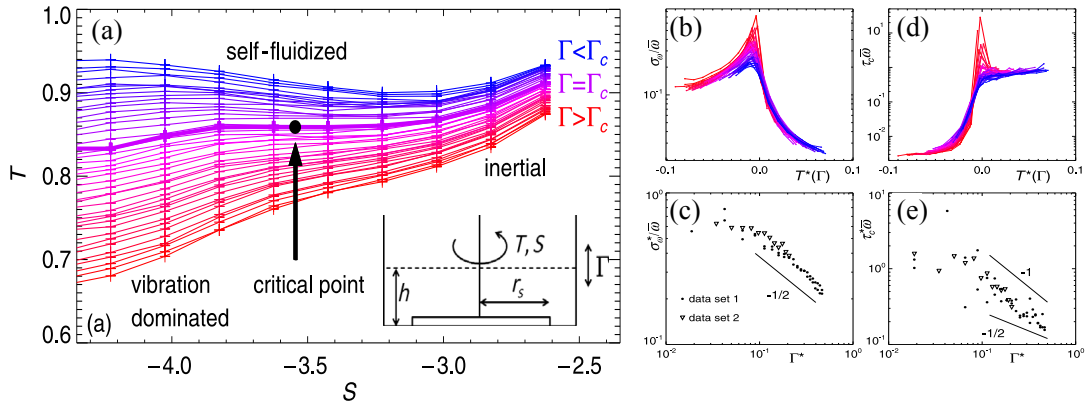 (a)
self-fluidized
Γ<Γc
Γ=Γc
Γ>Γc
inertial
vibration
dominated
critical point
(a)
T, S
Γ
h
rs
T
1.0
0.9
0.8
0.7
0.6
-4.0
-3.5
-3.0
-2.5
S
(b)
σω/ω̄
10⁻¹
-0.1
0.0
0.1
T*(Γ)
(d)
τcω̄
10⁰
10⁻¹
10⁻²
-0.1
0.0
0.1
T*(Γ)
(c)
σ*ω/ω̄
10⁰
10⁻¹
-1/2
data set 1
data set 2
10⁻²
10⁻¹
10⁰
Γ*
(e)
τ*cω̄
10¹
10⁰
10⁻¹
-1
-1/2
10⁻²
10⁻¹
10⁰
Γ*